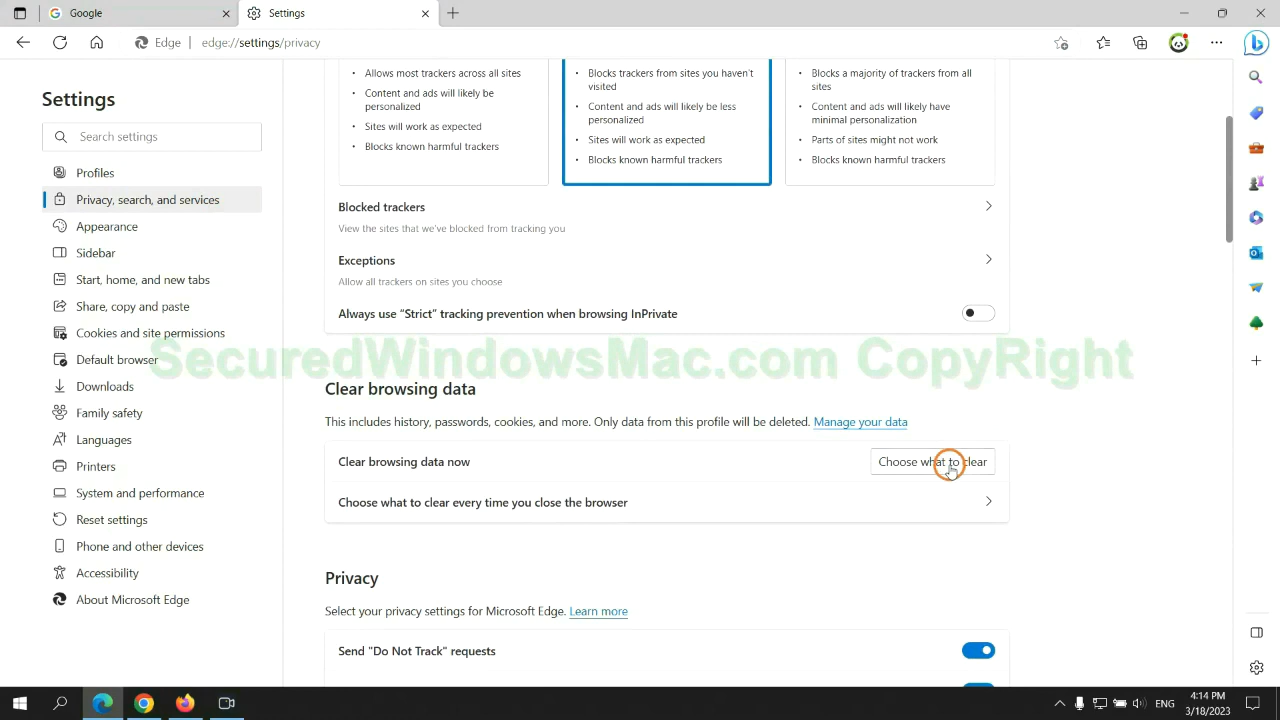 Google
Settings
Edge
edge://settings/privacy
Settings
Search settings
Profiles
Privacy, search, and services
Appearance
Sidebar
Start, home, and new tabs
Share, copy and paste
Cookies and site permissions
Default browser
Downloads
Family safety
Languages
Printers
System and performance
Reset settings
Phone and other devices
Accessibility
About Microsoft Edge
• Allows most trackers across all sites
• Content and ads will likely be
personalized
• Sites will work as expected
• Blocks known harmful trackers
• Blocks trackers from sites you haven't
visited
• Content and ads will likely be less
personalized
• Sites will work as expected
• Blocks known harmful trackers
• Blocks a majority of trackers from all
sites
• Content and ads will likely have
minimal personalization
• Parts of sites might not work
• Blocks known harmful trackers
Blocked trackers
View the sites that we've blocked from tracking you
Exceptions
Allow all trackers on sites you choose
Always use “Strict” tracking prevention when browsing InPrivate
SecuredWindowsMac.com CopyRight
Clear browsing data
This includes history, passwords, cookies, and more. Only data from this profile will be deleted. Manage your data
Clear browsing data now
Choose what to clear
Choose what to clear every time you close the browser
Privacy
Select your privacy settings for Microsoft Edge. Learn more
Send "Do Not Track" requests
ENG
4:14 PM
3/18/2023